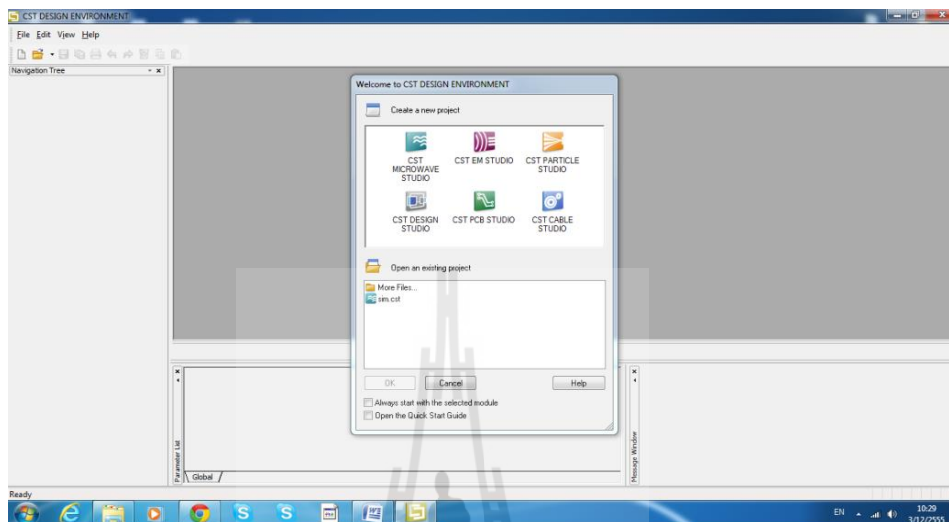 CST DESIGN ENVIRONMENT
File Edit View Help
Navigation Tree
Welcome to CST DESIGN ENVIRONMENT
Create a new project
CST MICROWAVE STUDIO
CST EM STUDIO
CST PARTICLE STUDIO
CST DESIGN STUDIO
CST PCB STUDIO
CST CABLE STUDIO
Open an existing project
More Files...
sim.cst
OK Cancel Help
Always start with the selected module
Open the Quick Start Guide
Parameter List
Global
Message Window
Ready
EN
10:29
3/12/2555